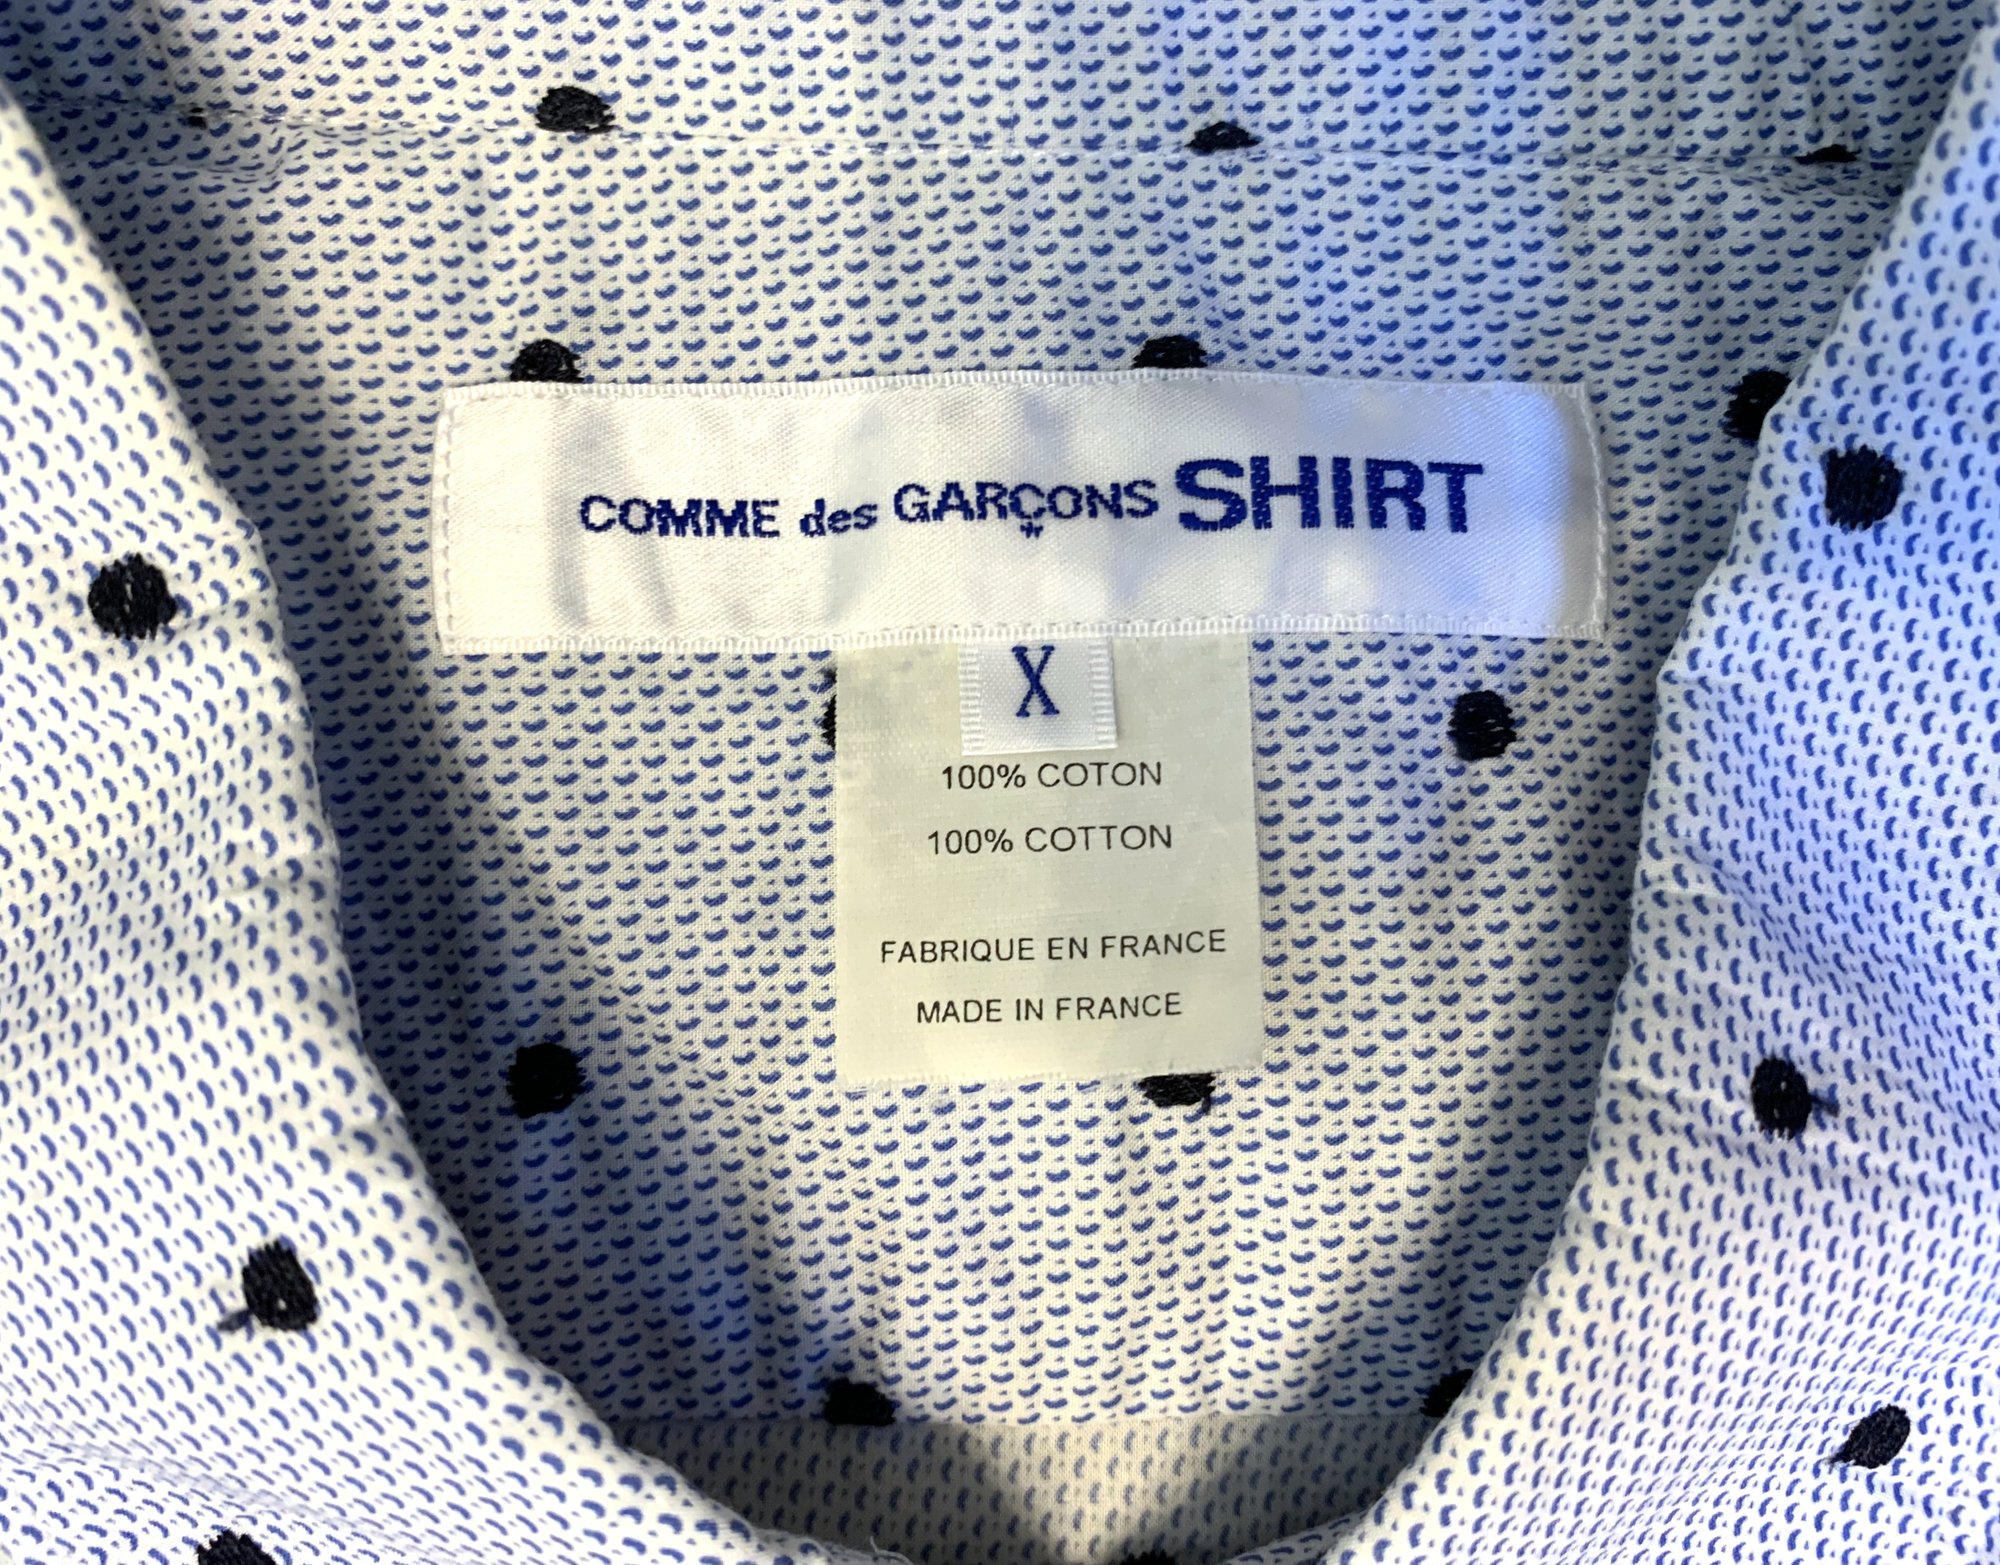 COMME des GARÇONS SHIRT
X
100% COTON
100% COTTON
FABRIQUE EN FRANCE
MADE IN FRANCE